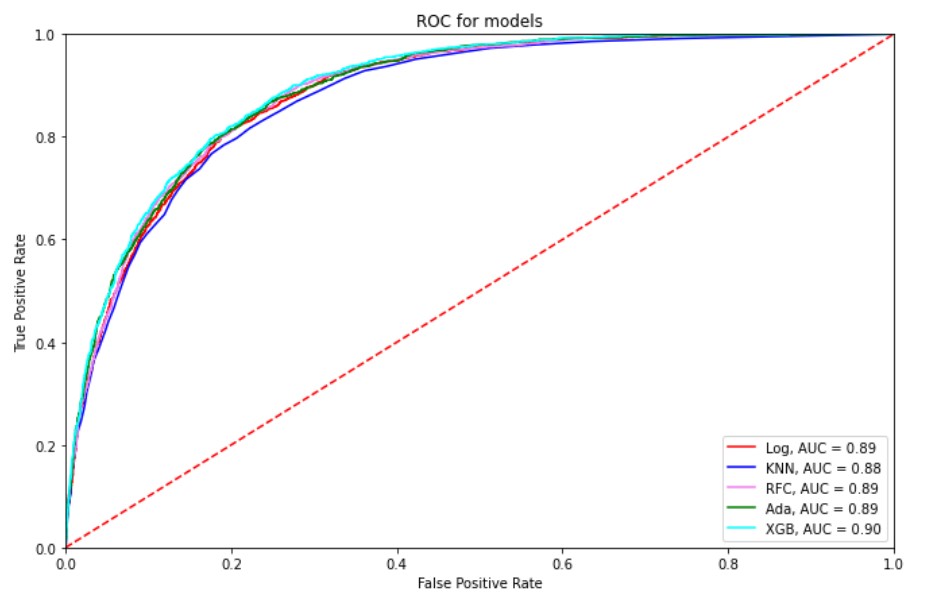 ROC for models
1.0
0.8
0.6
0.4
0.2
0.0
True Positive Rate
Log, AUC = 0.89
KNN, AUC = 0.88
RFC, AUC = 0.89
Ada, AUC = 0.89
XGB, AUC = 0.90
0.0 0.2 0.4 0.6 0.8 1.0
False Positive Rate